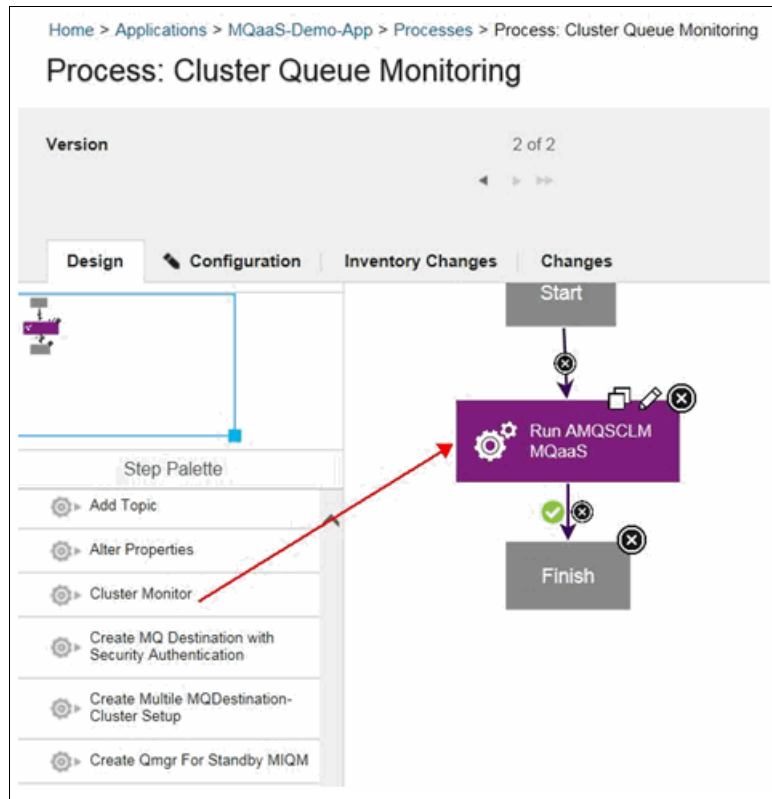 Home > Applications > MQaaS-Demo-App > Processes > Process: Cluster Queue Monitoring
Process: Cluster Queue Monitoring
Version
2 of 2
Design
Configuration
Inventory Changes
Changes
Start
Run AMQSCLM
MQaaS
Finish
Step Palette
Add Topic
Alter Properties
Cluster Monitor
Create MQ Destination with
Security Authentication
Create Multile MQDestination-
Cluster Setup
Create Qmgr For Standby MIQM